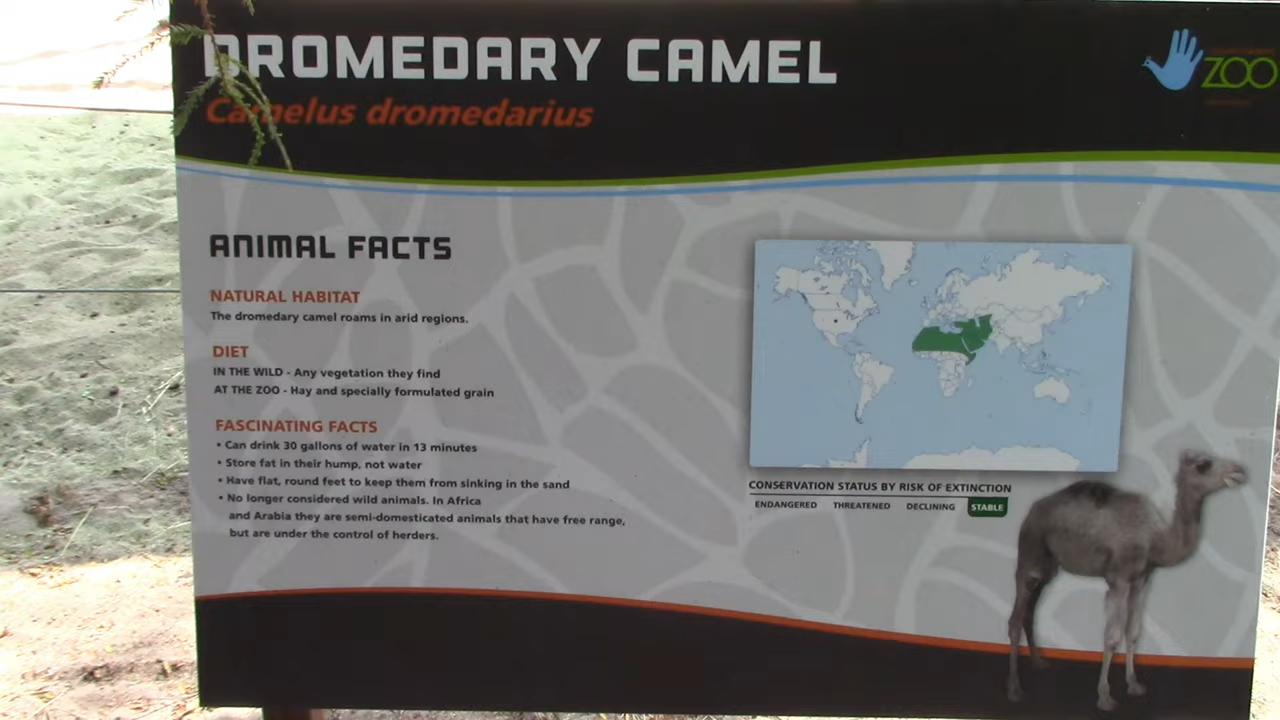 DROMEDARY CAMEL
Camelus dromedarius
ZOO
ANIMAL FACTS
NATURAL HABITAT
The dromedary camel roams in arid regions.
DIET
IN THE WILD - Any vegetation they find
AT THE ZOO - Hay and specially formulated grain
FASCINATING FACTS
• Can drink 30 gallons of water in 13 minutes
• Store fat in their hump, not water
• Have flat, round feet to keep them from sinking in the sand
• No longer considered wild animals. In Africa
and Arabia they are semi-domesticated animals that have free range,
but are under the control of herders.
CONSERVATION STATUS BY RISK OF EXTINCTION
ENDANGERED THREATENED DECLINING STABLE